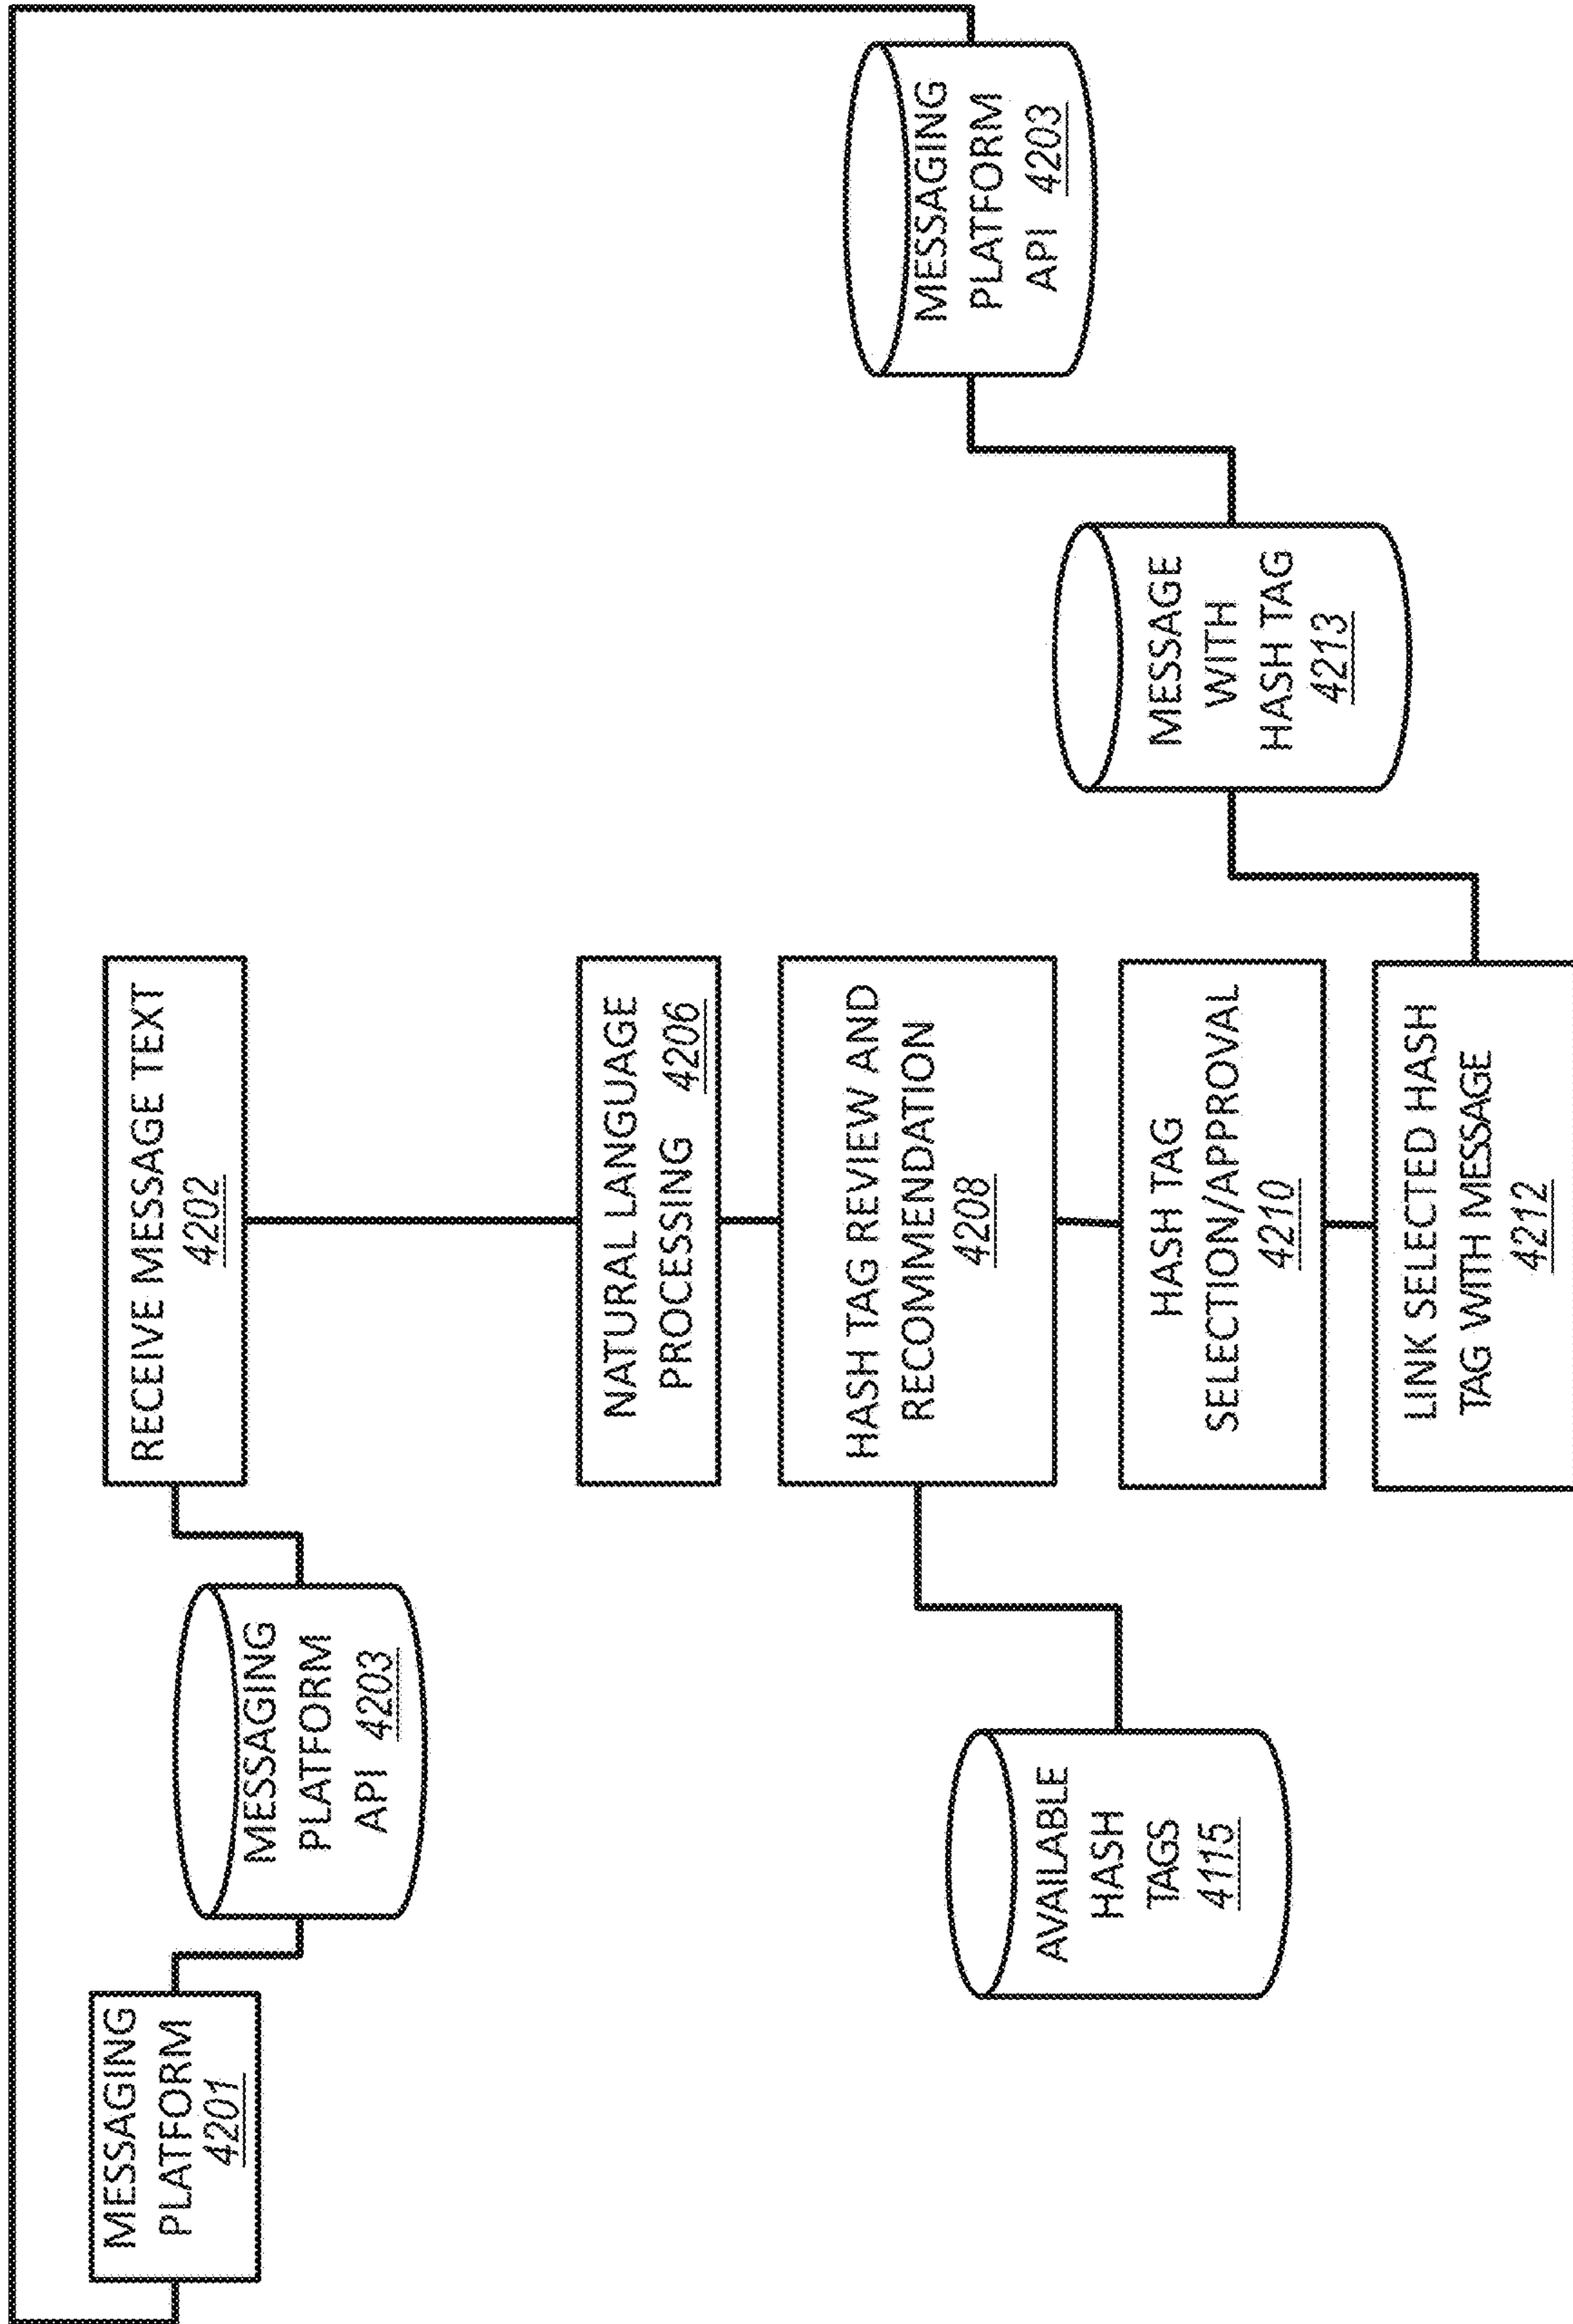 MESSAGING
PLATFORM
4201
MESSAGING
PLATFORM
API 4203
RECEIVE MESSAGE TEXT
4202
NATURAL LANGUAGE
PROCESSING 4206
AVAILABLE
HASH
TAGS
4115
HASH TAG REVIEW AND
RECOMMENDATION
4208
HASH TAG
SELECTION/APPROVAL
4210
LINK SELECTED HASH
TAG WITH MESSAGE
4212
MESSAGE
WITH
HASH TAG
4213
MESSAGING
PLATFORM
API 4203